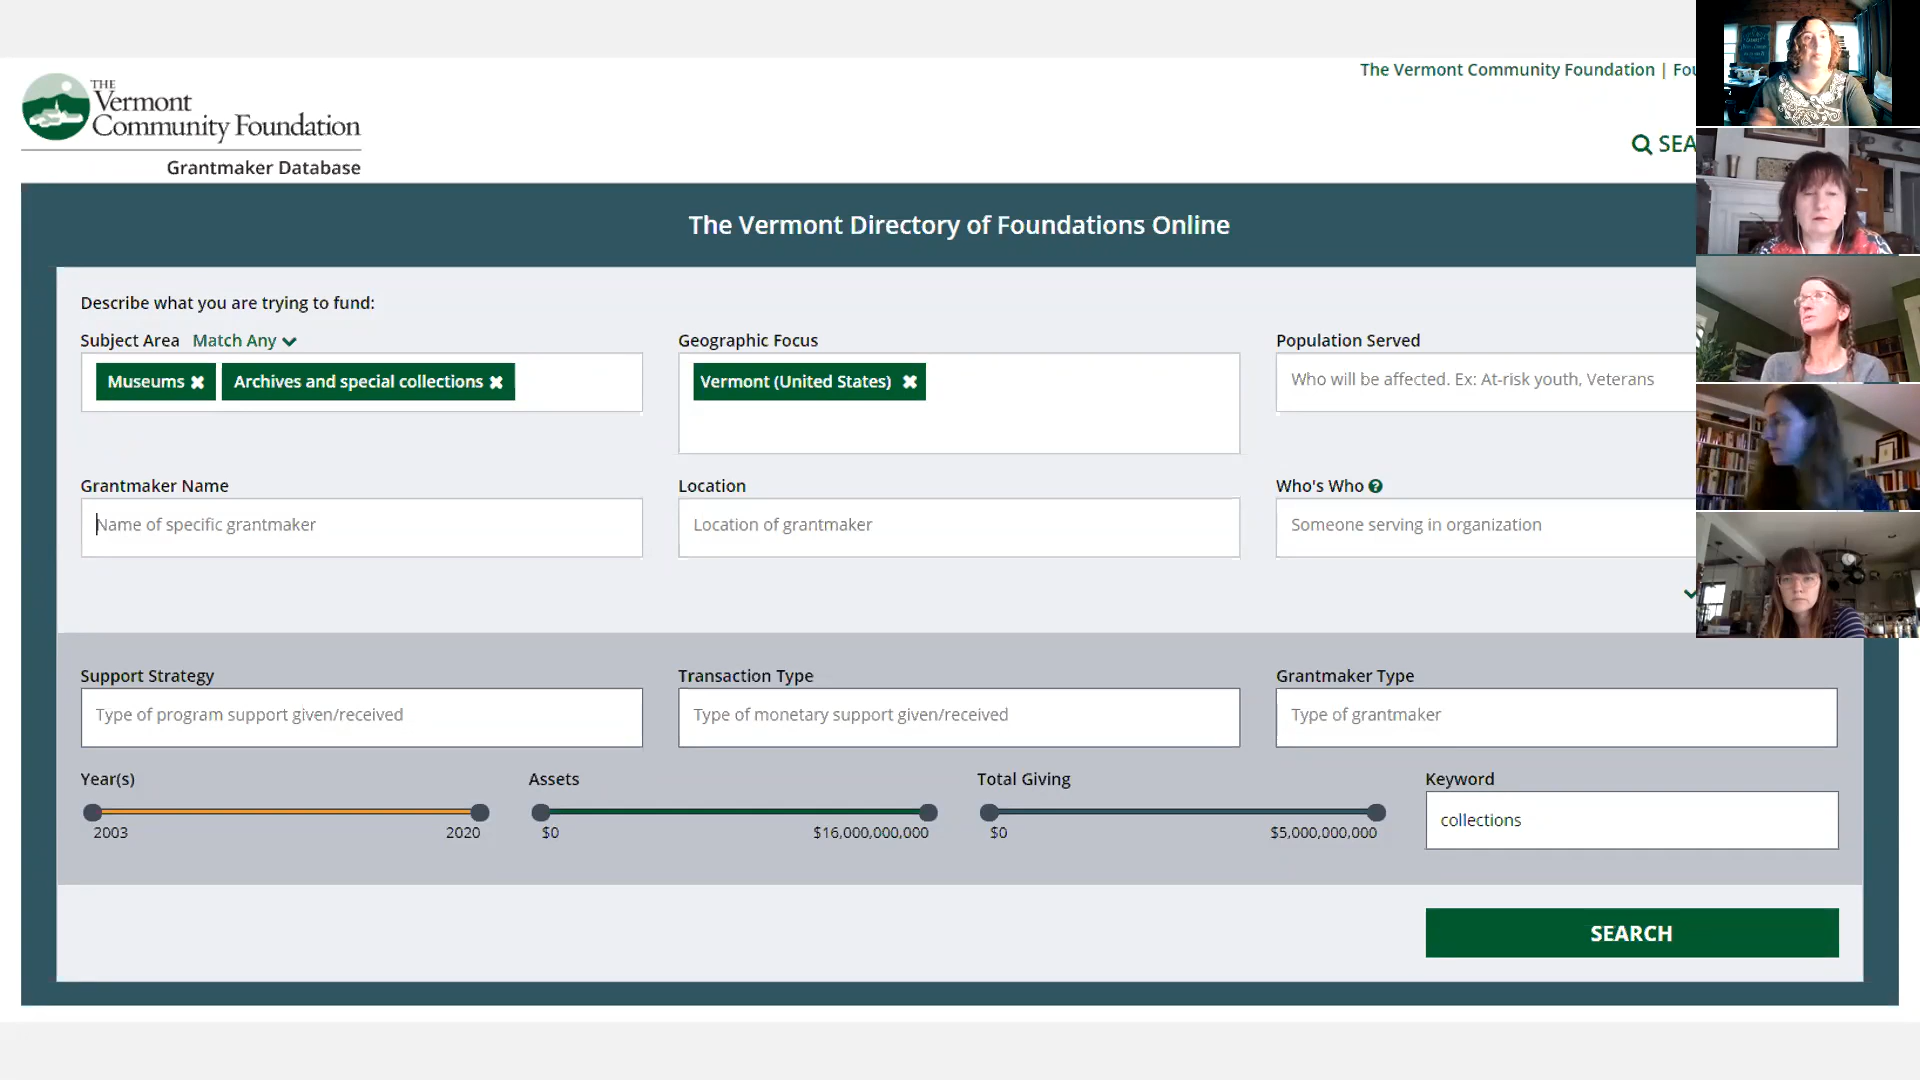 The Vermont Community Foundation | Fou
THE
Vermont
Community Foundation
Grantmaker Database
SEA
The Vermont Directory of Foundations Online
Describe what you are trying to fund:
Subject Area Match Any
Geographic Focus
Population Served
Museums
Archives and special collections
Vermont (United States)
Who will be affected. Ex: At-risk youth, Veterans
Grantmaker Name
Location
Who's Who ?
Name of specific grantmaker
Location of grantmaker
Someone serving in organization
Support Strategy
Transaction Type
Grantmaker Type
Type of program support given/received
Type of monetary support given/received
Type of grantmaker
Year(s)
Assets
Total Giving
Keyword
2003
2020
$0
$16,000,000,000
$0
$5,000,000,000
collections
SEARCH